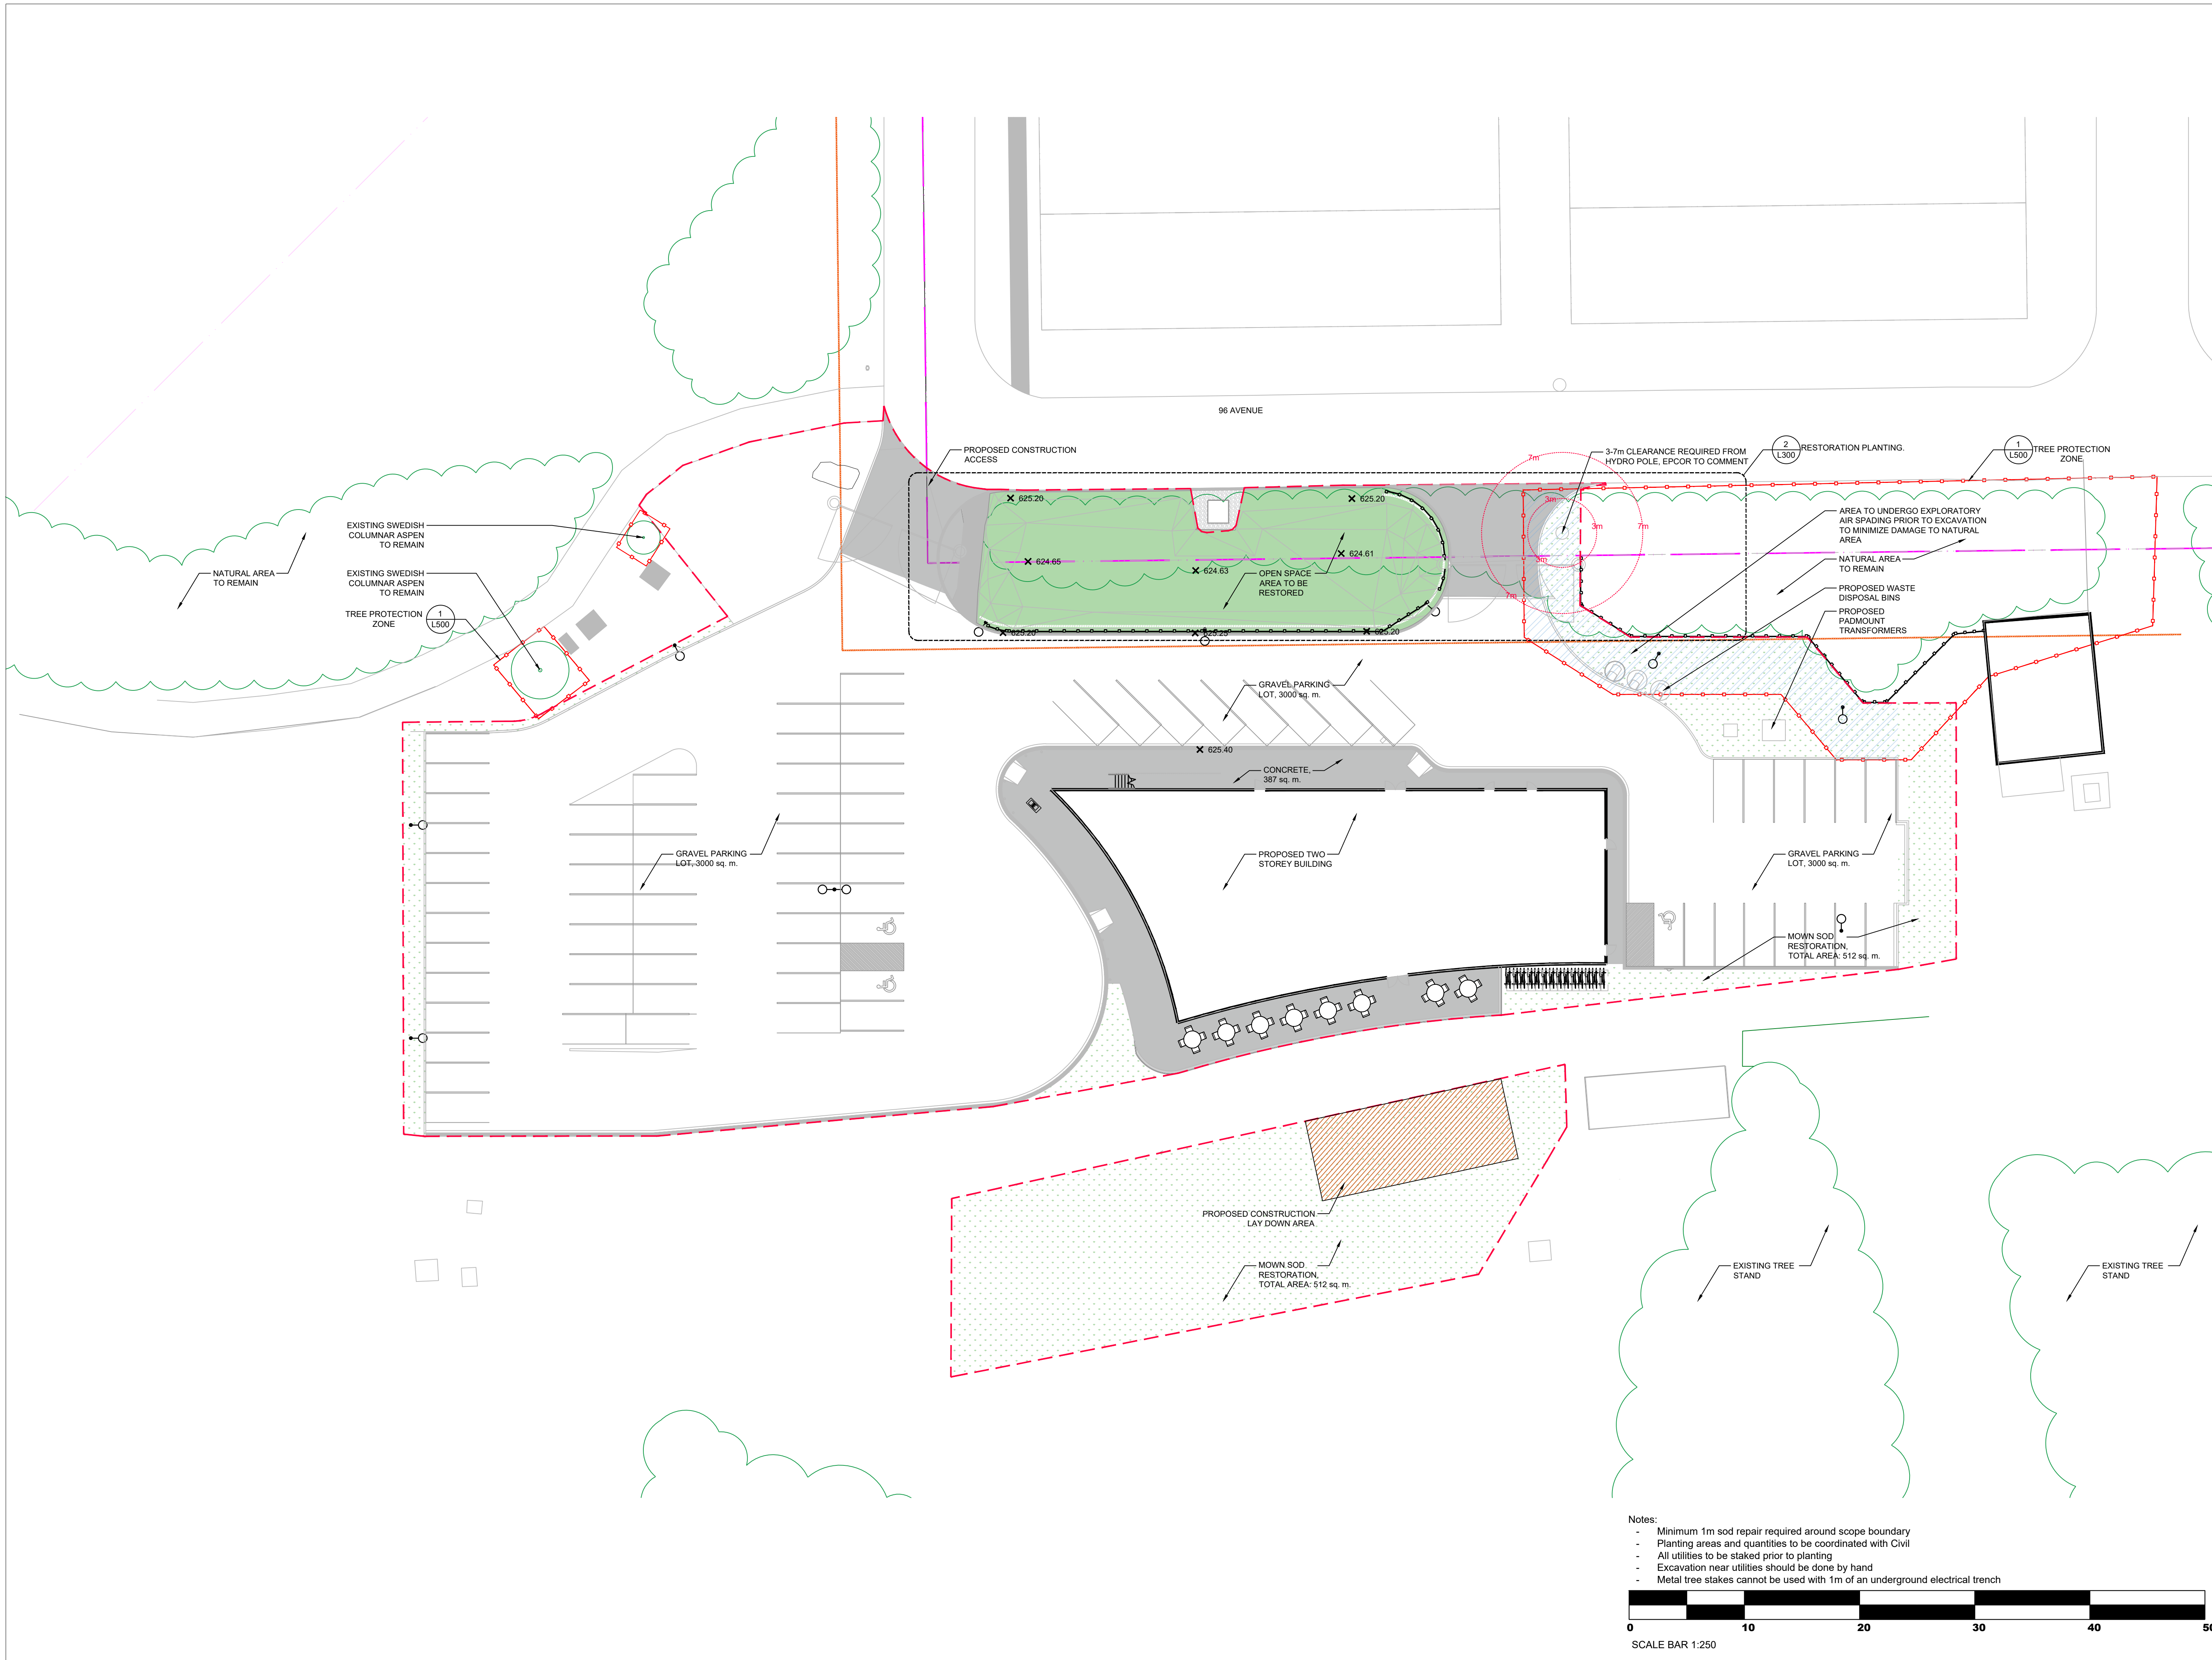 96 AVENUE
PROPOSED CONSTRUCTION
ACCESS
3-7m CLEARANCE REQUIRED FROM
HYDRO POLE, EPCOR TO COMMENT
2
L300
RESTORATION PLANTING.
1
L500
TREE PROTECTION
ZONE
7m
3m
3m
7m
3m
7m
625.20
625.20
624.65
624.63
624.61
625.20
625.25
625.20
OPEN SPACE
AREA TO BE
RESTORED
AREA TO UNDERGO EXPLORATORY
AIR SPADING PRIOR TO EXCAVATION
TO MINIMIZE DAMAGE TO NATURAL
AREA
NATURAL AREA
TO REMAIN
PROPOSED WASTE
DISPOSAL BINS
PROPOSED
PADMOUNT
TRANSFORMERS
EXISTING SWEDISH
COLUMNAR ASPEN
TO REMAIN
NATURAL AREA
TO REMAIN
EXISTING SWEDISH
COLUMNAR ASPEN
TO REMAIN
TREE PROTECTION
ZONE
1
L500
GRAVEL PARKING
LOT, 3000 sq. m.
625.40
CONCRETE,
387 sq. m.
GRAVEL PARKING
LOT, 3000 sq. m.
PROPOSED TWO
STOREY BUILDING
GRAVEL PARKING
LOT, 3000 sq. m.
MOWN SOD
RESTORATION,
TOTAL AREA: 512 sq. m.
PROPOSED CONSTRUCTION
LAY DOWN AREA
MOWN SOD
RESTORATION,
TOTAL AREA: 512 sq. m.
EXISTING TREE
STAND
EXISTING TREE
STAND
Notes:
- Minimum 1m sod repair required around scope boundary
- Planting areas and quantities to be coordinated with Civil
- All utilities to be staked prior to planting
- Excavation near utilities should be done by hand
- Metal tree stakes cannot be used with 1m of an underground electrical trench
0 10 20 30 40 50
SCALE BAR 1:250